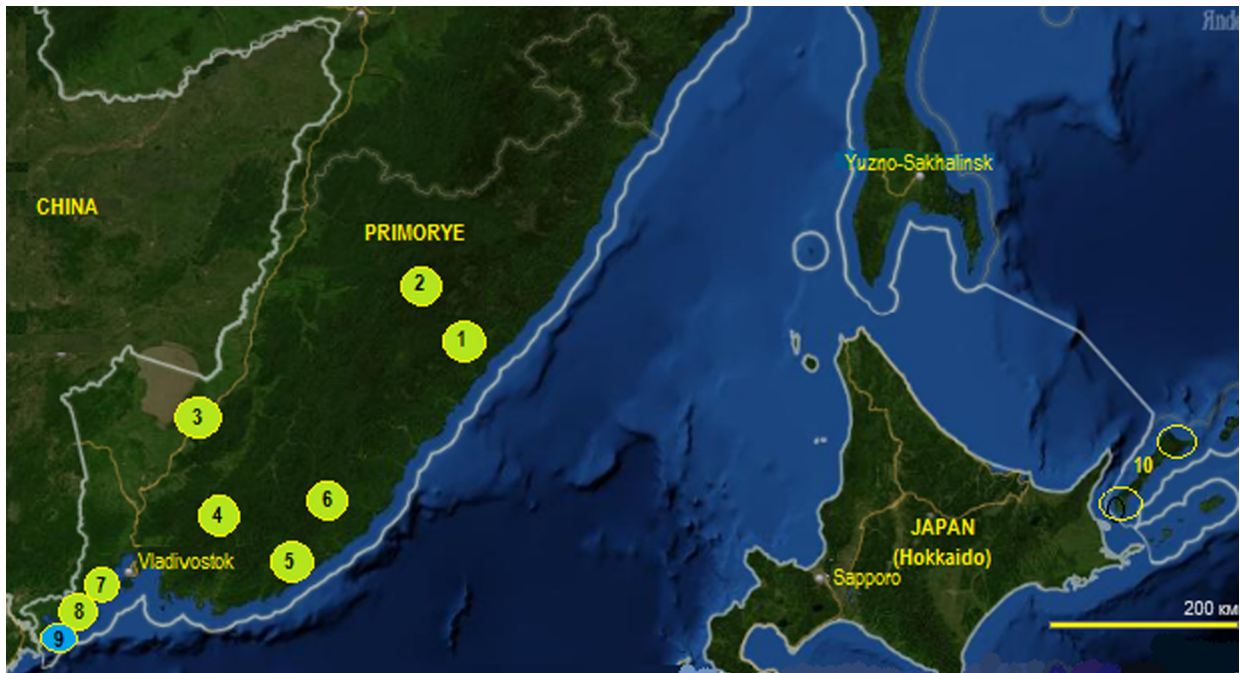 Yuzno-Sakhalinsk
CHINA
PRIMORYE
2
1
3
10
6
4
JAPAN
(Hokkaido)
5
Vladivostok
Sapporo
7
8
200 км
9